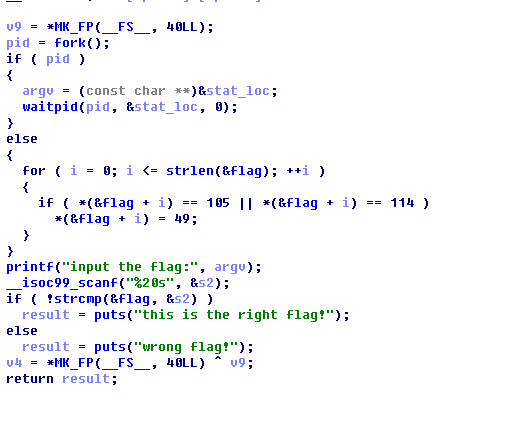 v9 = *MK_FP(__FS__, 40LL);
pid = fork();
if ( pid )
{
argv = (const char **)&stat_loc;
waitpid(pid, &stat_loc, 0);
}
else
{
for ( i = 0; i <= strlen(&flag); ++i )
{
if ( *(&flag + i) == 105 || *(&flag + i) == 114 )
*(&flag + i) = 49;
}
}
printf("input the flag:", argv);
__isoc99_scanf("%20s", &s2);
if ( !strcmp(&flag, &s2) )
result = puts("this is the right flag!");
else
result = puts("wrong flag!");
v4 = *MK_FP(__FS__, 40LL) ^ v9;
return result;